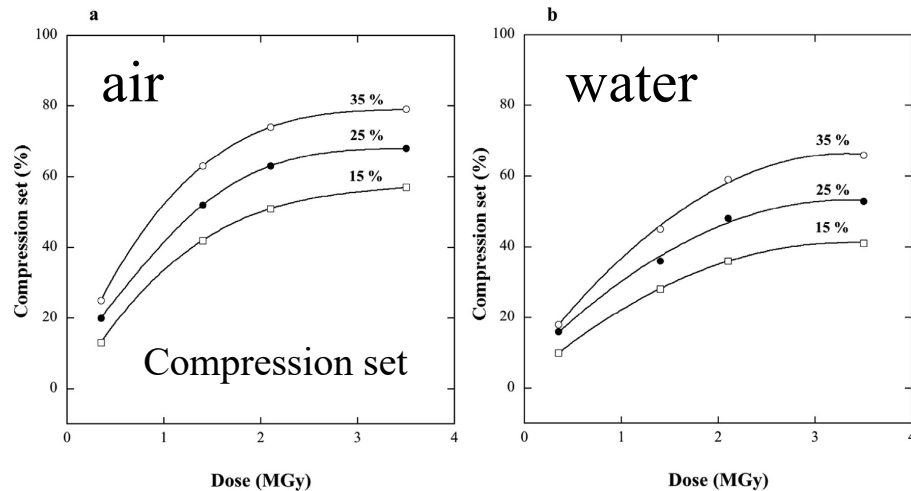 a
100
80
60
40
20
0
0 1 2 3 4
Compression set (%)
Dose (MGy)
air
35 %
25 %
15 %
Compression set
b
100
80
60
40
20
0
0 1 2 3 4
Compression set (%)
Dose (MGy)
water
35 %
25 %
15 %